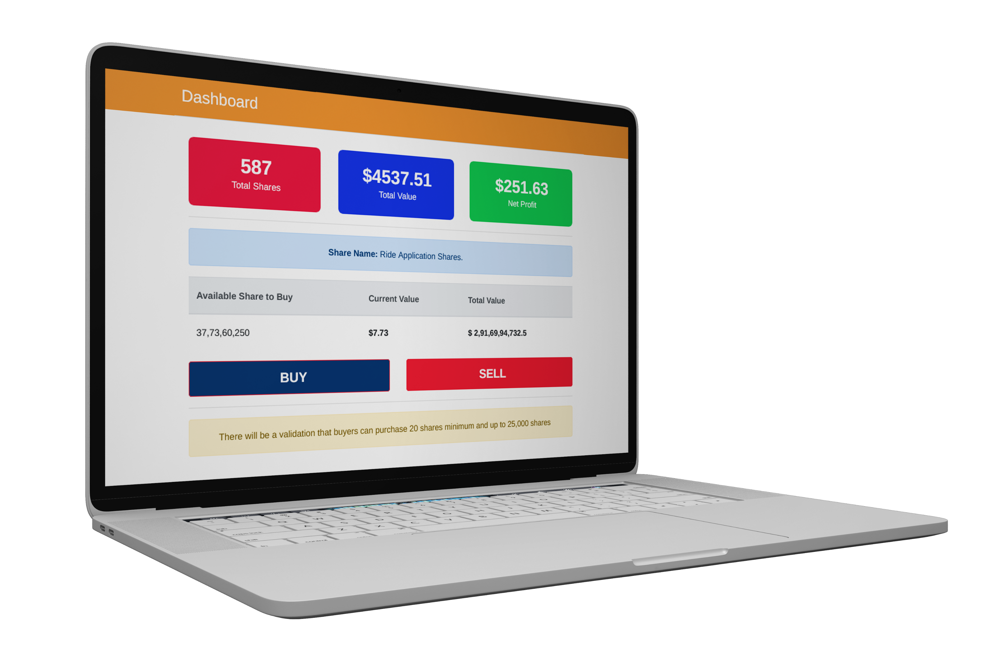 Dashboard
587
Total Shares
$4537.51
Total Value
$251.63
Net Profit
Share Name: Ride Application Shares.
Available Share to Buy Current Value Total Value
37,73,60,250 $7.73 $ 2,91,69,94,732.5
BUY
SELL
There will be a validation that buyers can purchase 20 shares minimum and up to 25,000 shares